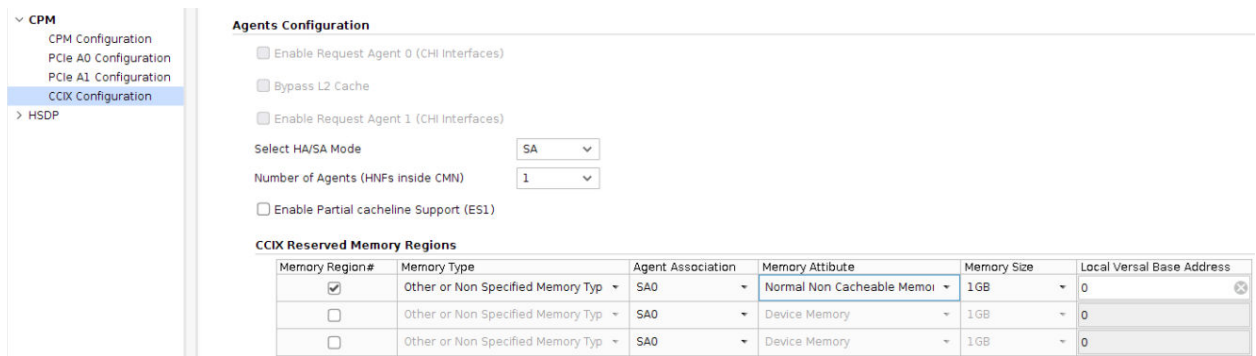 CPM
CPM Configuration
PCIe A0 Configuration
PCIe A1 Configuration
CCIX Configuration
HSDP
Agents Configuration
Enable Request Agent 0 (CHI Interfaces)
Bypass L2 Cache
Enable Request Agent 1 (CHI Interfaces)
Select HA/SA Mode SA
Number of Agents (HNFs inside CMN) 1
Enable Partial cacheline Support (ES1)
CCIX Reserved Memory Regions
Memory Region# Memory Type Agent Association Memory Attibute Memory Size Local Versal Base Address
Other or Non Specified Memory Typ SA0 Normal Non Cacheable Memor 1GB 0
Other or Non Specified Memory Typ SA0 Device Memory 1GB 0
Other or Non Specified Memory Typ SA0 Device Memory 1GB 0